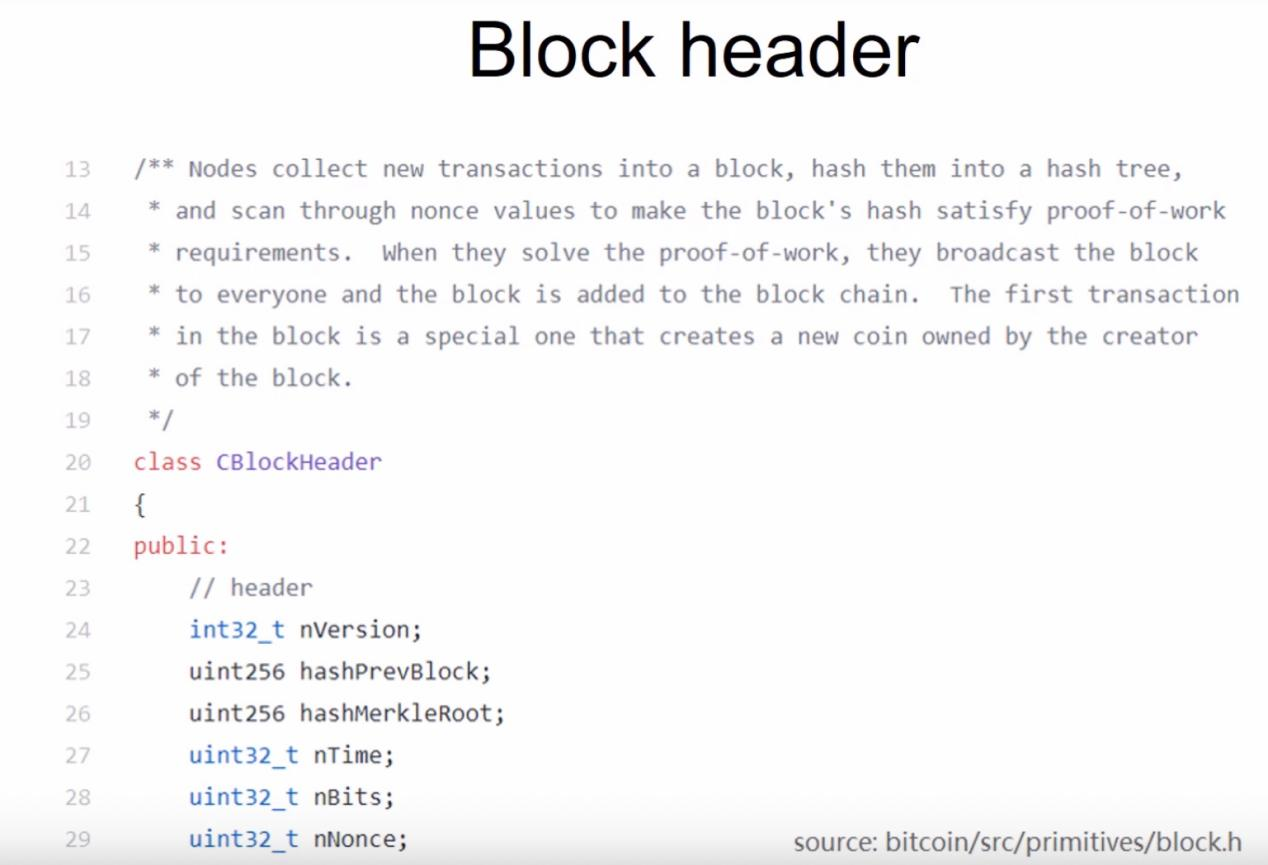 Block header
13 /** Nodes collect new transactions into a block, hash them into a hash tree,
14 * and scan through nonce values to make the block's hash satisfy proof-of-work
15 * requirements.  When they solve the proof-of-work, they broadcast the block
16 * to everyone and the block is added to the block chain.  The first transaction
17 * in the block is a special one that creates a new coin owned by the creator
18 * of the block.
19 */
20 class CBlockHeader
21 {
22 public:
23 // header
24 int32_t nVersion;
25 uint256 hashPrevBlock;
26 uint256 hashMerkleRoot;
27 uint32_t nTime;
28 uint32_t nBits;
29 uint32_t nNonce;
source: bitcoin/src/primitives/block.h